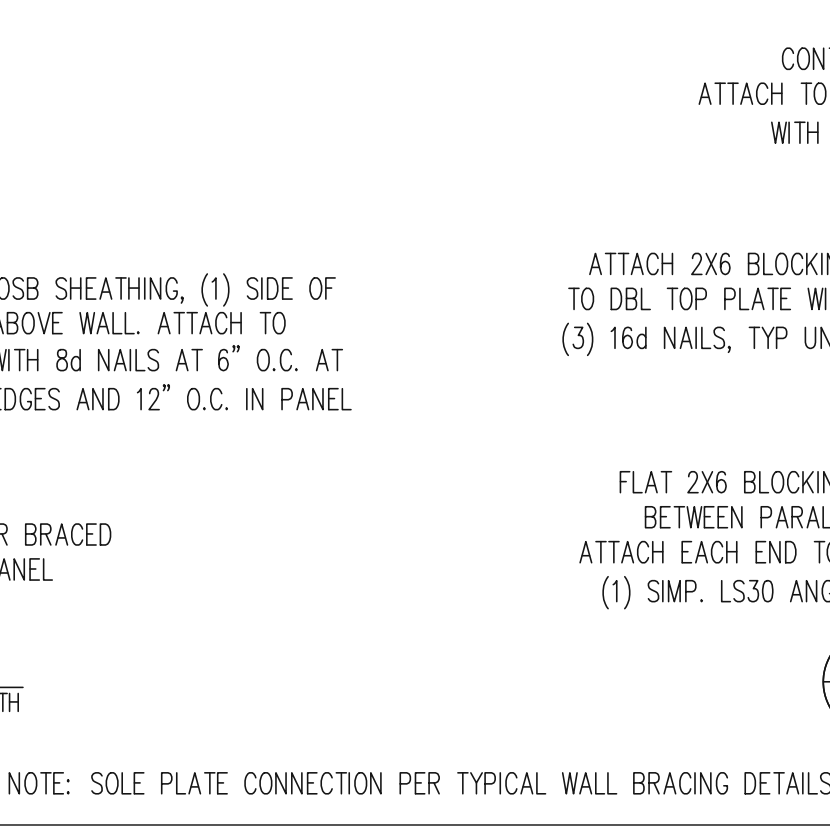 CONT
ATTACH TO
WITH
OSB SHEATHING, (1) SIDE OF
ABOVE WALL. ATTACH TO
WITH 8d NAILS AT 6" O.C. AT
EDGES AND 12" O.C. IN PANEL
ATTACH 2X6 BLOCKIN
TO DBL TOP PLATE WI
(3) 16d NAILS, TYP UN
R BRACED
ANEL
FLAT 2X6 BLOCKIN
BETWEEN PARAL
ATTACH EACH END TO
(1) SIMP. LS30 ANG
TH
NOTE: SOLE PLATE CONNECTION PER TYPICAL WALL BRACING DETAILS